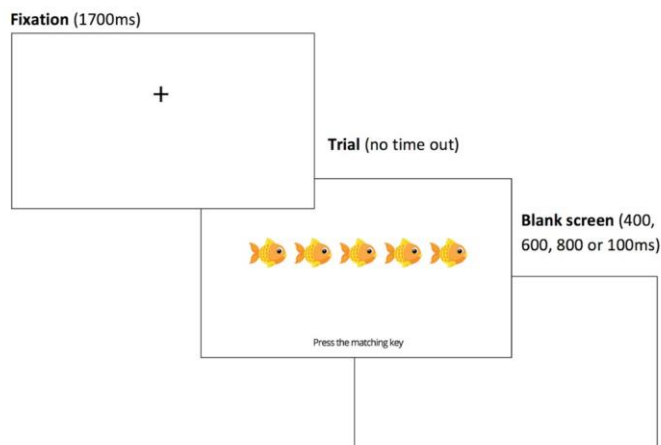 Fixation (1700ms)
+
Trial (no time out)
Blank screen (400,
600, 800 or 100ms)
Press the matching key